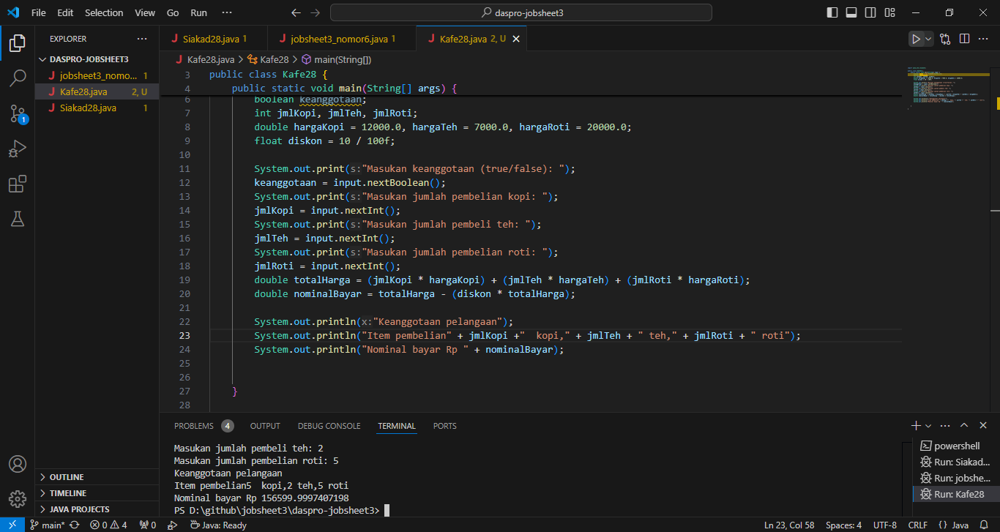 File Edit Selection View Go Run ··· daspro-jobsheet3
EXPLORER ···
DASPRO-JOBSHEET3
jobsheet3_nomo... 1
Kafe28.java 2, U
Siakad28.java 1
OUTLINE
TIMELINE
JAVA PROJECTS
Siakad28.java 1 jobsheet3_nomor6.java 1 Kafe28.java 2, U
Kafe28.java > Kafe28 > main(String[])
3 public class Kafe28 {
4 public static void main(String[] args) {
6 boolean keanggotaan;
7 int jmlKopi, jmlTeh, jmlRoti;
8 double hargaKopi = 12000.0, hargaTeh = 7000.0, hargaRoti = 20000.0;
9 float diskon = 10 / 100f;
10
11 System.out.print(s:"Masukan keanggotaan (true/false): ");
12 keanggotaan = input.nextBoolean();
13 System.out.print(s:"Masukan jumlah pembelian kopi: ");
14 jmlKopi = input.nextInt();
15 System.out.print(s:"Masukan jumlah pembeli teh: ");
16 jmlTeh = input.nextInt();
17 System.out.print(s:"Masukan jumlah pembelian roti: ");
18 jmlRoti = input.nextInt();
19 double totalHarga = (jmlKopi * hargaKopi) + (jmlTeh * hargaTeh) + (jmlRoti * hargaRoti);
20 double nominalBayar = totalHarga - (diskon * totalHarga);
21
22 System.out.println(x:"Keanggotaan pelangaan");
23 System.out.println("Item pembelian" + jmlKopi +"  kopi," + jmlTeh + " teh," + jmlRoti + " roti");
24 System.out.println("Nominal bayar Rp " + nominalBayar);
25
26
27 }
28
PROBLEMS 4 OUTPUT DEBUG CONSOLE TERMINAL PORTS
Masukan jumlah pembeli teh: 2
Masukan jumlah pembelian roti: 5
Keanggotaan pelangaan
Item pembelian5  kopi,2 teh,5 roti
Nominal bayar Rp 156599.9997407198
PS D:\github\jobsheet3\daspro-jobsheet3>
powershell
Run: Siakad...
Run: jobshe...
Run: Kafe28
1
main* 0 4 0 Java: Ready Ln 23, Col 58 Spaces: 4 UTF-8 CRLF {} Java